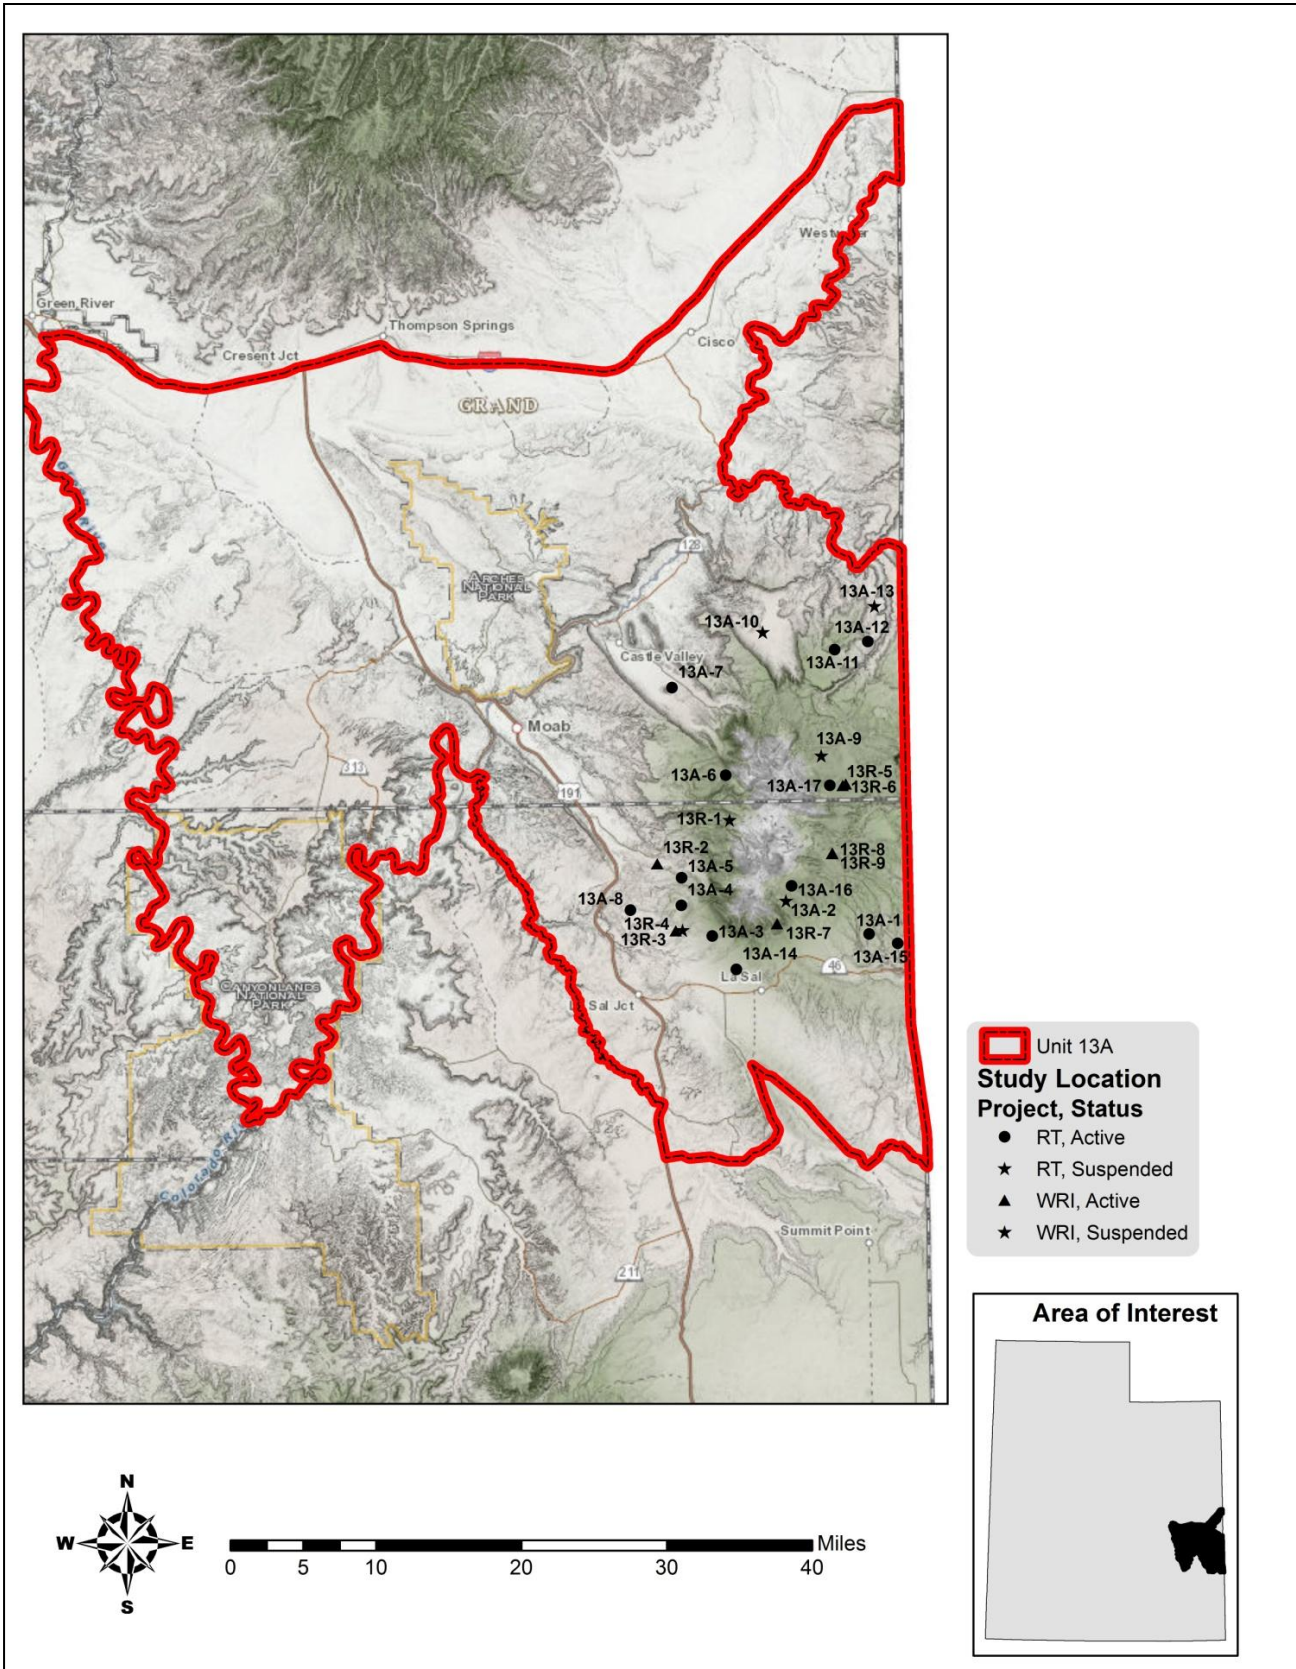 Westwater
Green River
Thompson Springs
Cisco
Cresent Jct
GRAND
Green River
128
ARCHES
NATIONAL
PARK
13A-13
13A-10
13A-12
13A-11
Castle Valley
13A-7
Moab
13A-9
313
13A-6
13R-5
13A-17
13R-6
191
13R-1
13R-2
13R-8
13A-5
13R-9
13A-4
13A-16
13A-8
13A-2
13R-4
13A-1
13R-3
13A-3
13R-7
13A-14
13A-15
46
La Sal
CANYONLANDS
NATIONAL
PARK
La Sal Jct
Colorado Ri
Summit Point
211
Unit 13A
Study Location
Project, Status
RT, Active
RT, Suspended
WRI, Active
WRI, Suspended
Area of Interest
N
W E
S
Miles
0 5 10 20 30 40